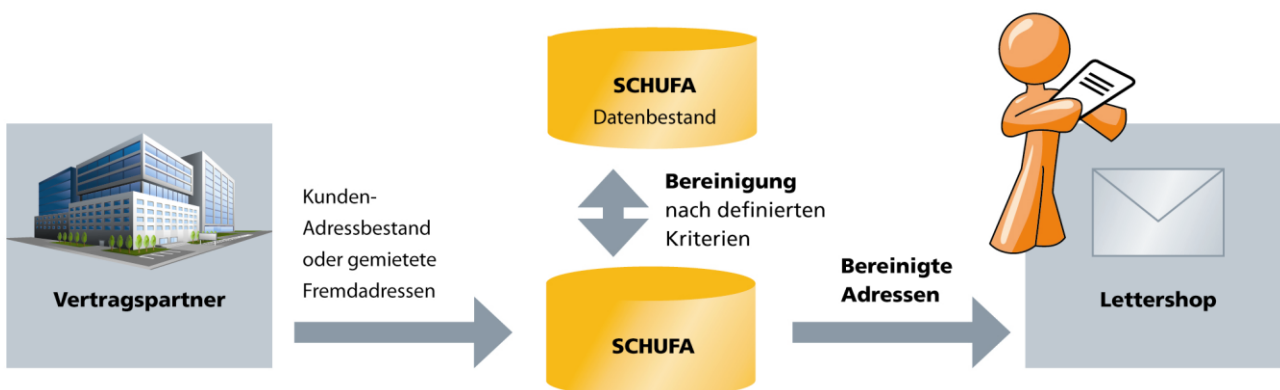 Vertragspartner
Kunden-
Adressbestand
oder gemietete
Fremdadressen
SCHUFA
Datenbestand
Bereinigung
nach definierten
Kriterien
SCHUFA
Bereinigte
Adressen
Lettershop